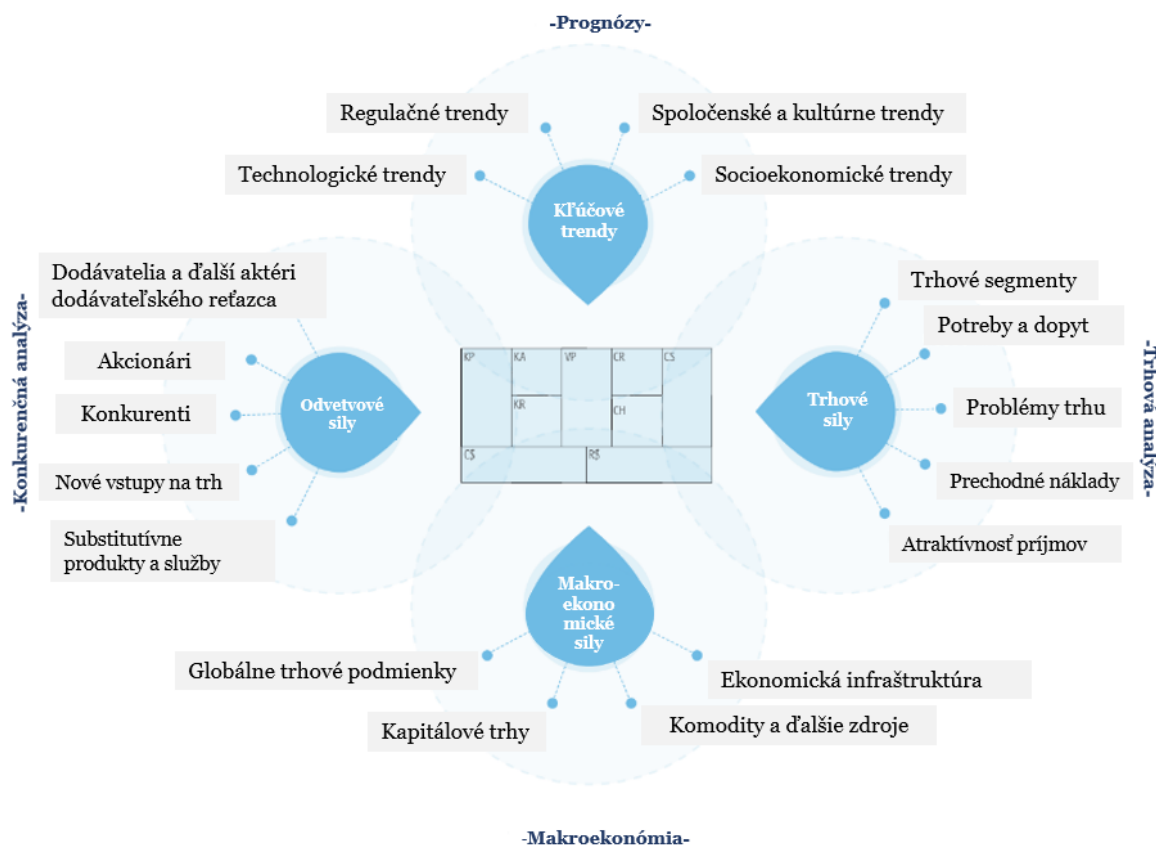 -Prognózy-
Regulačné trendy
Spoločenské a kultúrne trendy
Technologické trendy
Socioekonomické trendy
Kľúčové
trendy
-Konkurenčná analýza-
Dodávatelia a ďalší aktéri
dodávateľského reťazca
Akcionári
Konkurenti
Nové vstupy na trh
Substitutívne
produkty a služby
Odvetvové
sily
KP
KA
VP
CR
CS
KR
CH
C$
R$
Trhové
sily
Trhové segmenty
Potreby a dopyt
Problémy trhu
Prechodné náklady
Atraktívnosť príjmov
-Trhová analýza-
Makro-
ekono
mické
sily
Globálne trhové podmienky
Ekonomická infraštruktúra
Kapitálové trhy
Komodity a ďalšie zdroje
-Makroekonómia-